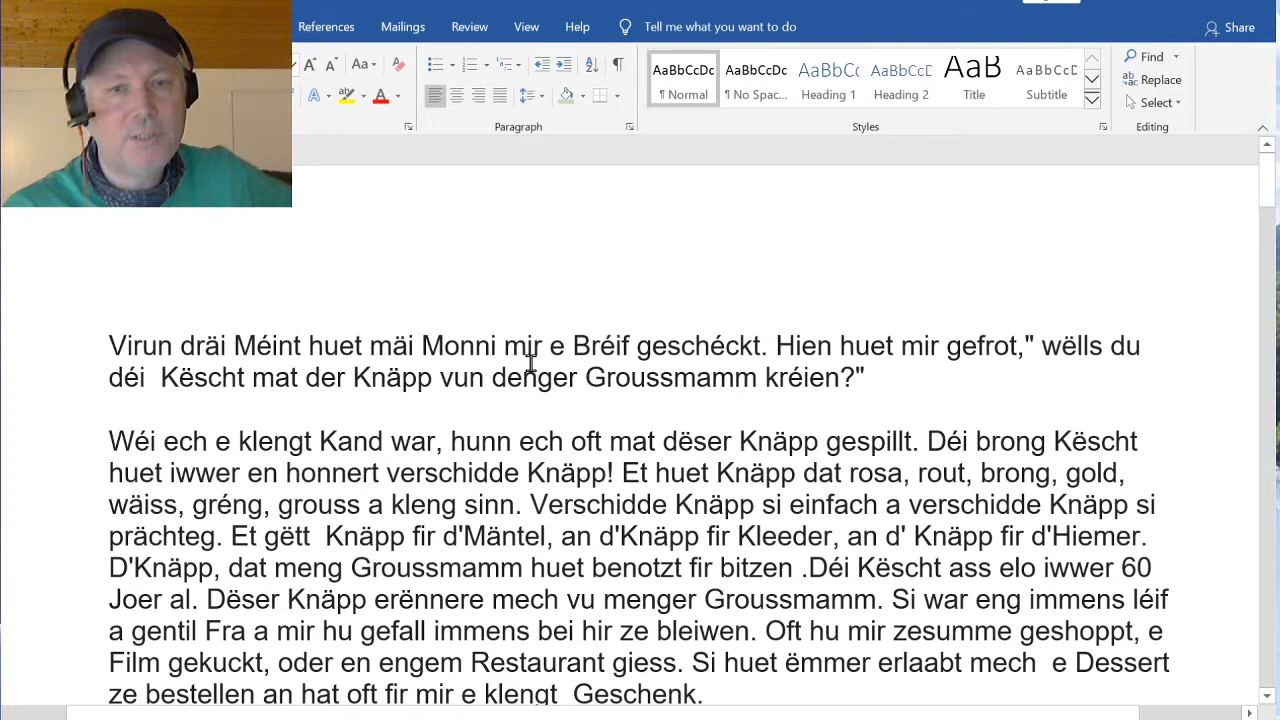 References Mailings Review View Help Tell me what you want to do Share
Aa AaBbCcDc AaBbCcDc AaBbCc AaBbCcD AaB AaBbCcD Find
Replace
A A ¶ Normal ¶ No Spac... Heading 1 Heading 2 Title Subtitle Select
Paragraph Styles Editing
Virun dräi Méint huet mäi Monni mir e Bréif geschéckt. Hien huet mir gefrot," wëlls du
déi Këscht mat der Knäpp vun denger Groussmamm kréien?"
Wéi ech e klengt Kand war, hunn ech oft mat dëser Knäpp gespillt. Déi brong Këscht
huet iwwer en honnert verschidde Knäpp! Et huet Knäpp dat rosa, rout, brong, gold,
wäiss, gréng, grouss a kleng sinn. Verschidde Knäpp si einfach a verschidde Knäpp si
prächteg. Et gëtt Knäpp fir d'Mäntel, an d'Knäpp fir Kleeder, an d' Knäpp fir d'Hiemer.
D'Knäpp, dat meng Groussmamm huet benotzt fir bitzen .Déi Këscht ass elo iwwer 60
Joer al. Dëser Knäpp erënnere mech vu menger Groussmamm. Si war eng immens léif
a gentil Fra a mir hu gefall immens bei hir ze bleiwen. Oft hu mir zesumme geshoppt, e
Film gekuckt, oder en engem Restaurant giess. Si huet ëmmer erlaabt mech e Dessert
ze bestellen an hat oft fir mir e klengt Geschenk.